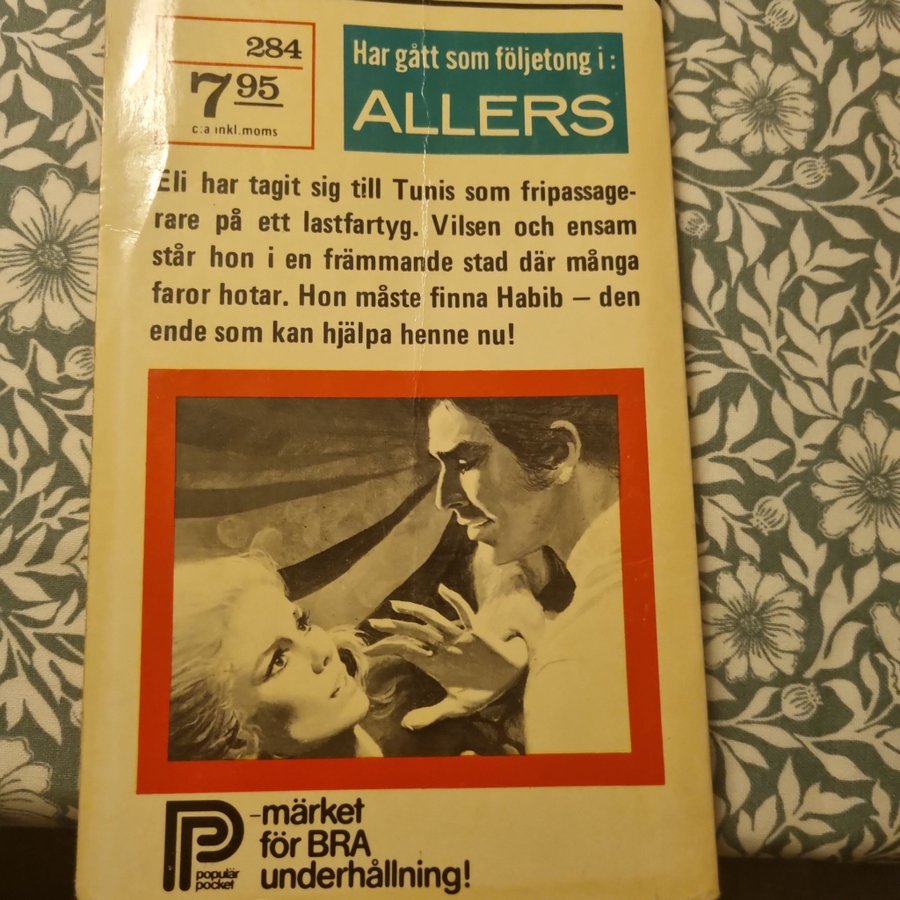 284
7 95
c:a inkl.moms
Har gått som följetong i :
ALLERS
Eli har tagit sig till Tunis som fripassage-
rare på ett lastfartyg. Vilsen och ensam
står hon i en främmande stad där många
faror hotar. Hon måste finna Habib – den
ende som kan hjälpa henne nu!
P
populär
pocket
-märket
för BRA
underhållning!